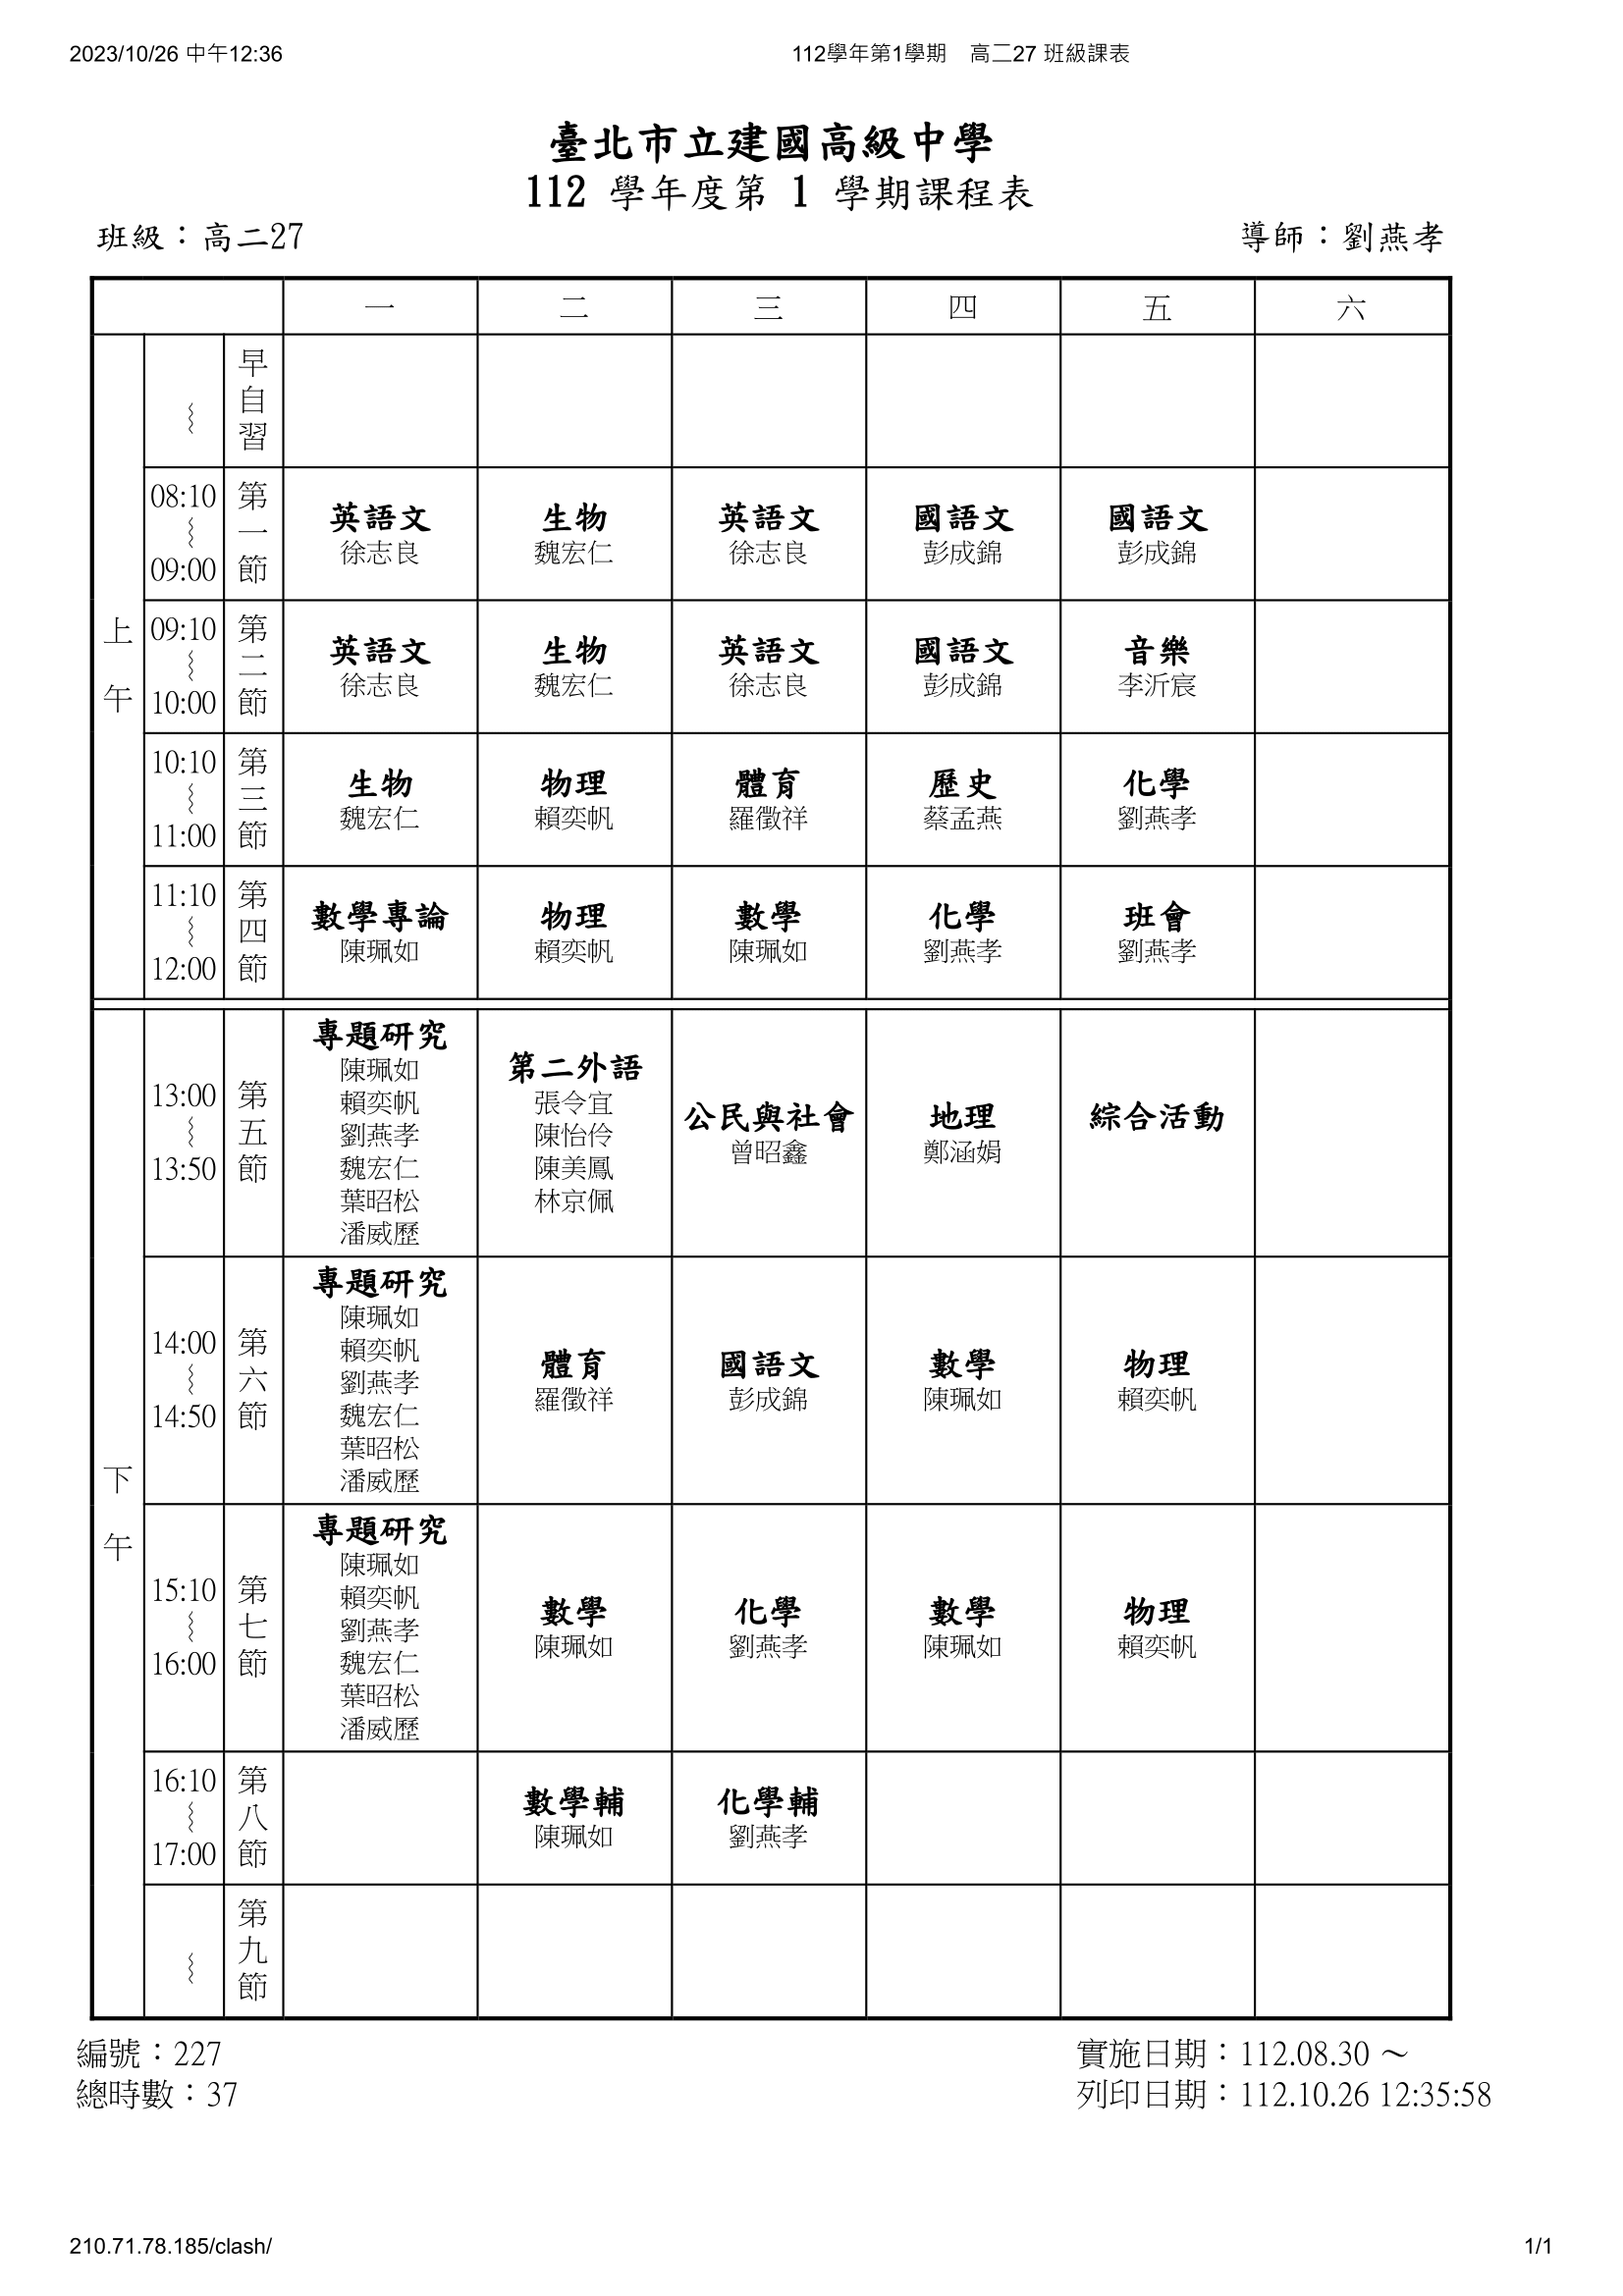 2023/10/26 中午12:36
112學年第1學期　高二27 班級課表
臺北市立建國高級中學
112 學年度第 1 學期課程表
班級：高二27
導師：劉燕孝
一 二 三 四 五 六
上午
早自習
～
08:10
～
09:00
第一節
英語文
徐志良
生物
魏宏仁
英語文
徐志良
國語文
彭成錦
國語文
彭成錦
09:10
～
10:00
第二節
英語文
徐志良
生物
魏宏仁
英語文
徐志良
國語文
彭成錦
音樂
李沂宸
10:10
～
11:00
第三節
生物
魏宏仁
物理
賴奕帆
體育
羅徵祥
歷史
蔡孟燕
化學
劉燕孝
11:10
～
12:00
第四節
數學專論
陳珮如
物理
賴奕帆
數學
陳珮如
化學
劉燕孝
班會
劉燕孝
下午
13:00
～
13:50
第五節
專題研究
陳珮如
賴奕帆
劉燕孝
魏宏仁
葉昭松
潘威歷
第二外語
張令宜
陳怡伶
陳美鳳
林京佩
公民與社會
曾昭鑫
地理
鄭涵娟
綜合活動
14:00
～
14:50
第六節
專題研究
陳珮如
賴奕帆
劉燕孝
魏宏仁
葉昭松
潘威歷
體育
羅徵祥
國語文
彭成錦
數學
陳珮如
物理
賴奕帆
15:10
～
16:00
第七節
專題研究
陳珮如
賴奕帆
劉燕孝
魏宏仁
葉昭松
潘威歷
數學
陳珮如
化學
劉燕孝
數學
陳珮如
物理
賴奕帆
16:10
～
17:00
第八節
數學輔
陳珮如
化學輔
劉燕孝
～
第九節
編號：227
實施日期：112.08.30 ～
總時數：37
列印日期：112.10.26 12:35:58
210.71.78.185/clash/
1/1